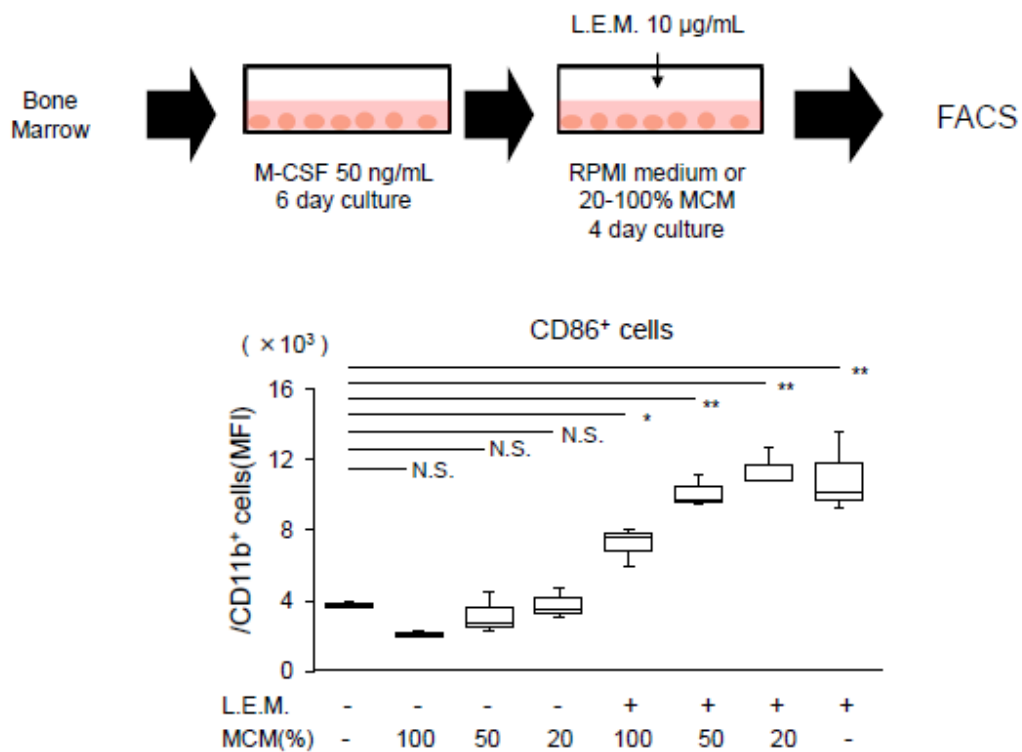 L.E.M. 10 µg/mL
Bone
Marrow
FACS
M-CSF 50 ng/mL
6 day culture
RPMI medium or
20-100% MCM
4 day culture
( ×10³)
CD86⁺ cells
/CD11b⁺ cells(MFI)
16
12
8
4
0
**
**
**
*
N.S.
N.S.
N.S.
L.E.M. - - - - + + + +
MCM(%) - 100 50 20 100 50 20 -